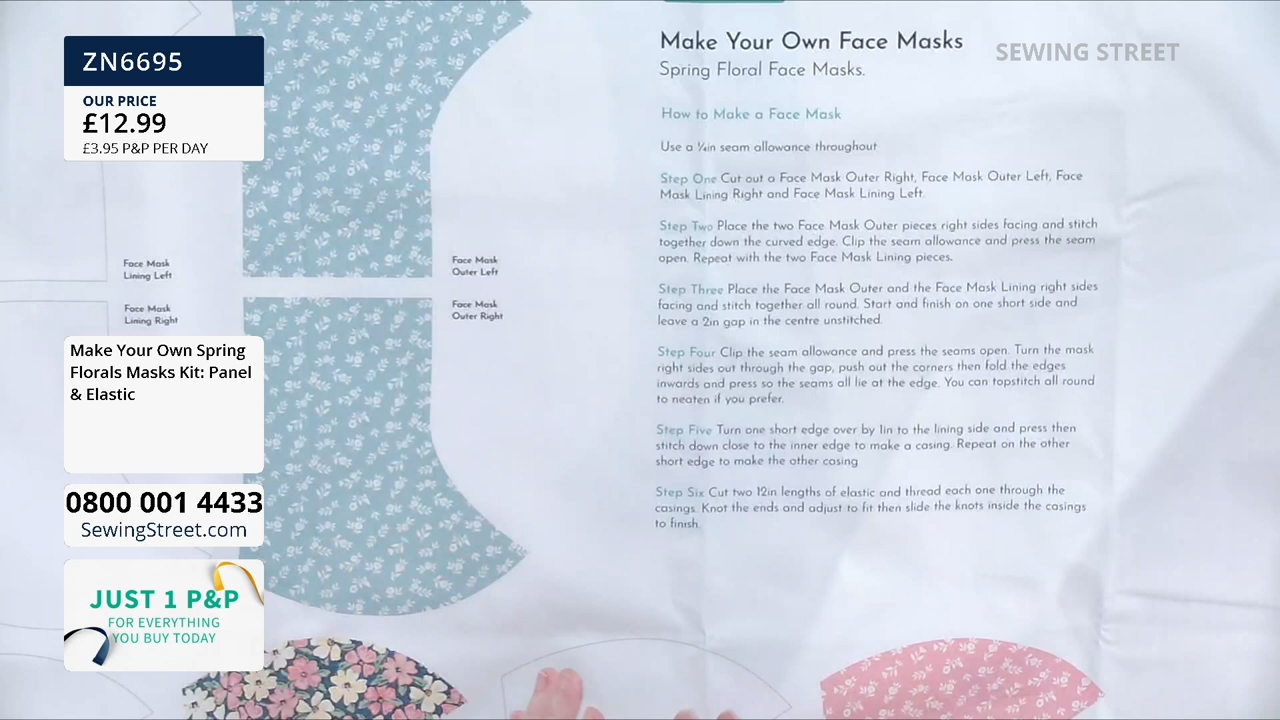 ZN6695
OUR PRICE
£12.99
£3.95 P&P PER DAY
Make Your Own Face Masks
SEWING STREET
Spring Floral Face Masks.
How to Make a Face Mask
Use a ¼in seam allowance throughout
Step One Cut out a Face Mask Outer Right, Face Mask Outer Left, Face
Mask Lining Right and Face Mask Lining Left.
Step Two Place the two Face Mask Outer pieces right sides facing and stitch
together down the curved edge. Clip the seam allowance and press the seam
open. Repeat with the two Face Mask Lining pieces.
Step Three Place the Face Mask Outer and the Face Mask Lining right sides
facing and stitch together all round. Start and finish on one short side and
leave a 2in gap in the centre unstitched.
Step Four Clip the seam allowance and press the seams open. Turn the mask
right sides out through the gap, push out the corners then fold the edges
inwards and press so the seams all lie at the edge. You can topstitch all round
to neaten if you prefer.
Step Five Turn one short edge over by 1in to the lining side and press then
stitch down close to the inner edge to make a casing. Repeat on the other
short edge to make the other casing
Step Six Cut two 12in lengths of elastic and thread each one through the
casings. Knot the ends and adjust to fit then slide the knots inside the casings
to finish.
Face Mask
Lining Left
Face Mask
Lining Right
Face Mask
Outer Left
Face Mask
Outer Right
Make Your Own Spring
Florals Masks Kit: Panel
& Elastic
0800 001 4433
SewingStreet.com
JUST 1 P&P
FOR EVERYTHING
YOU BUY TODAY